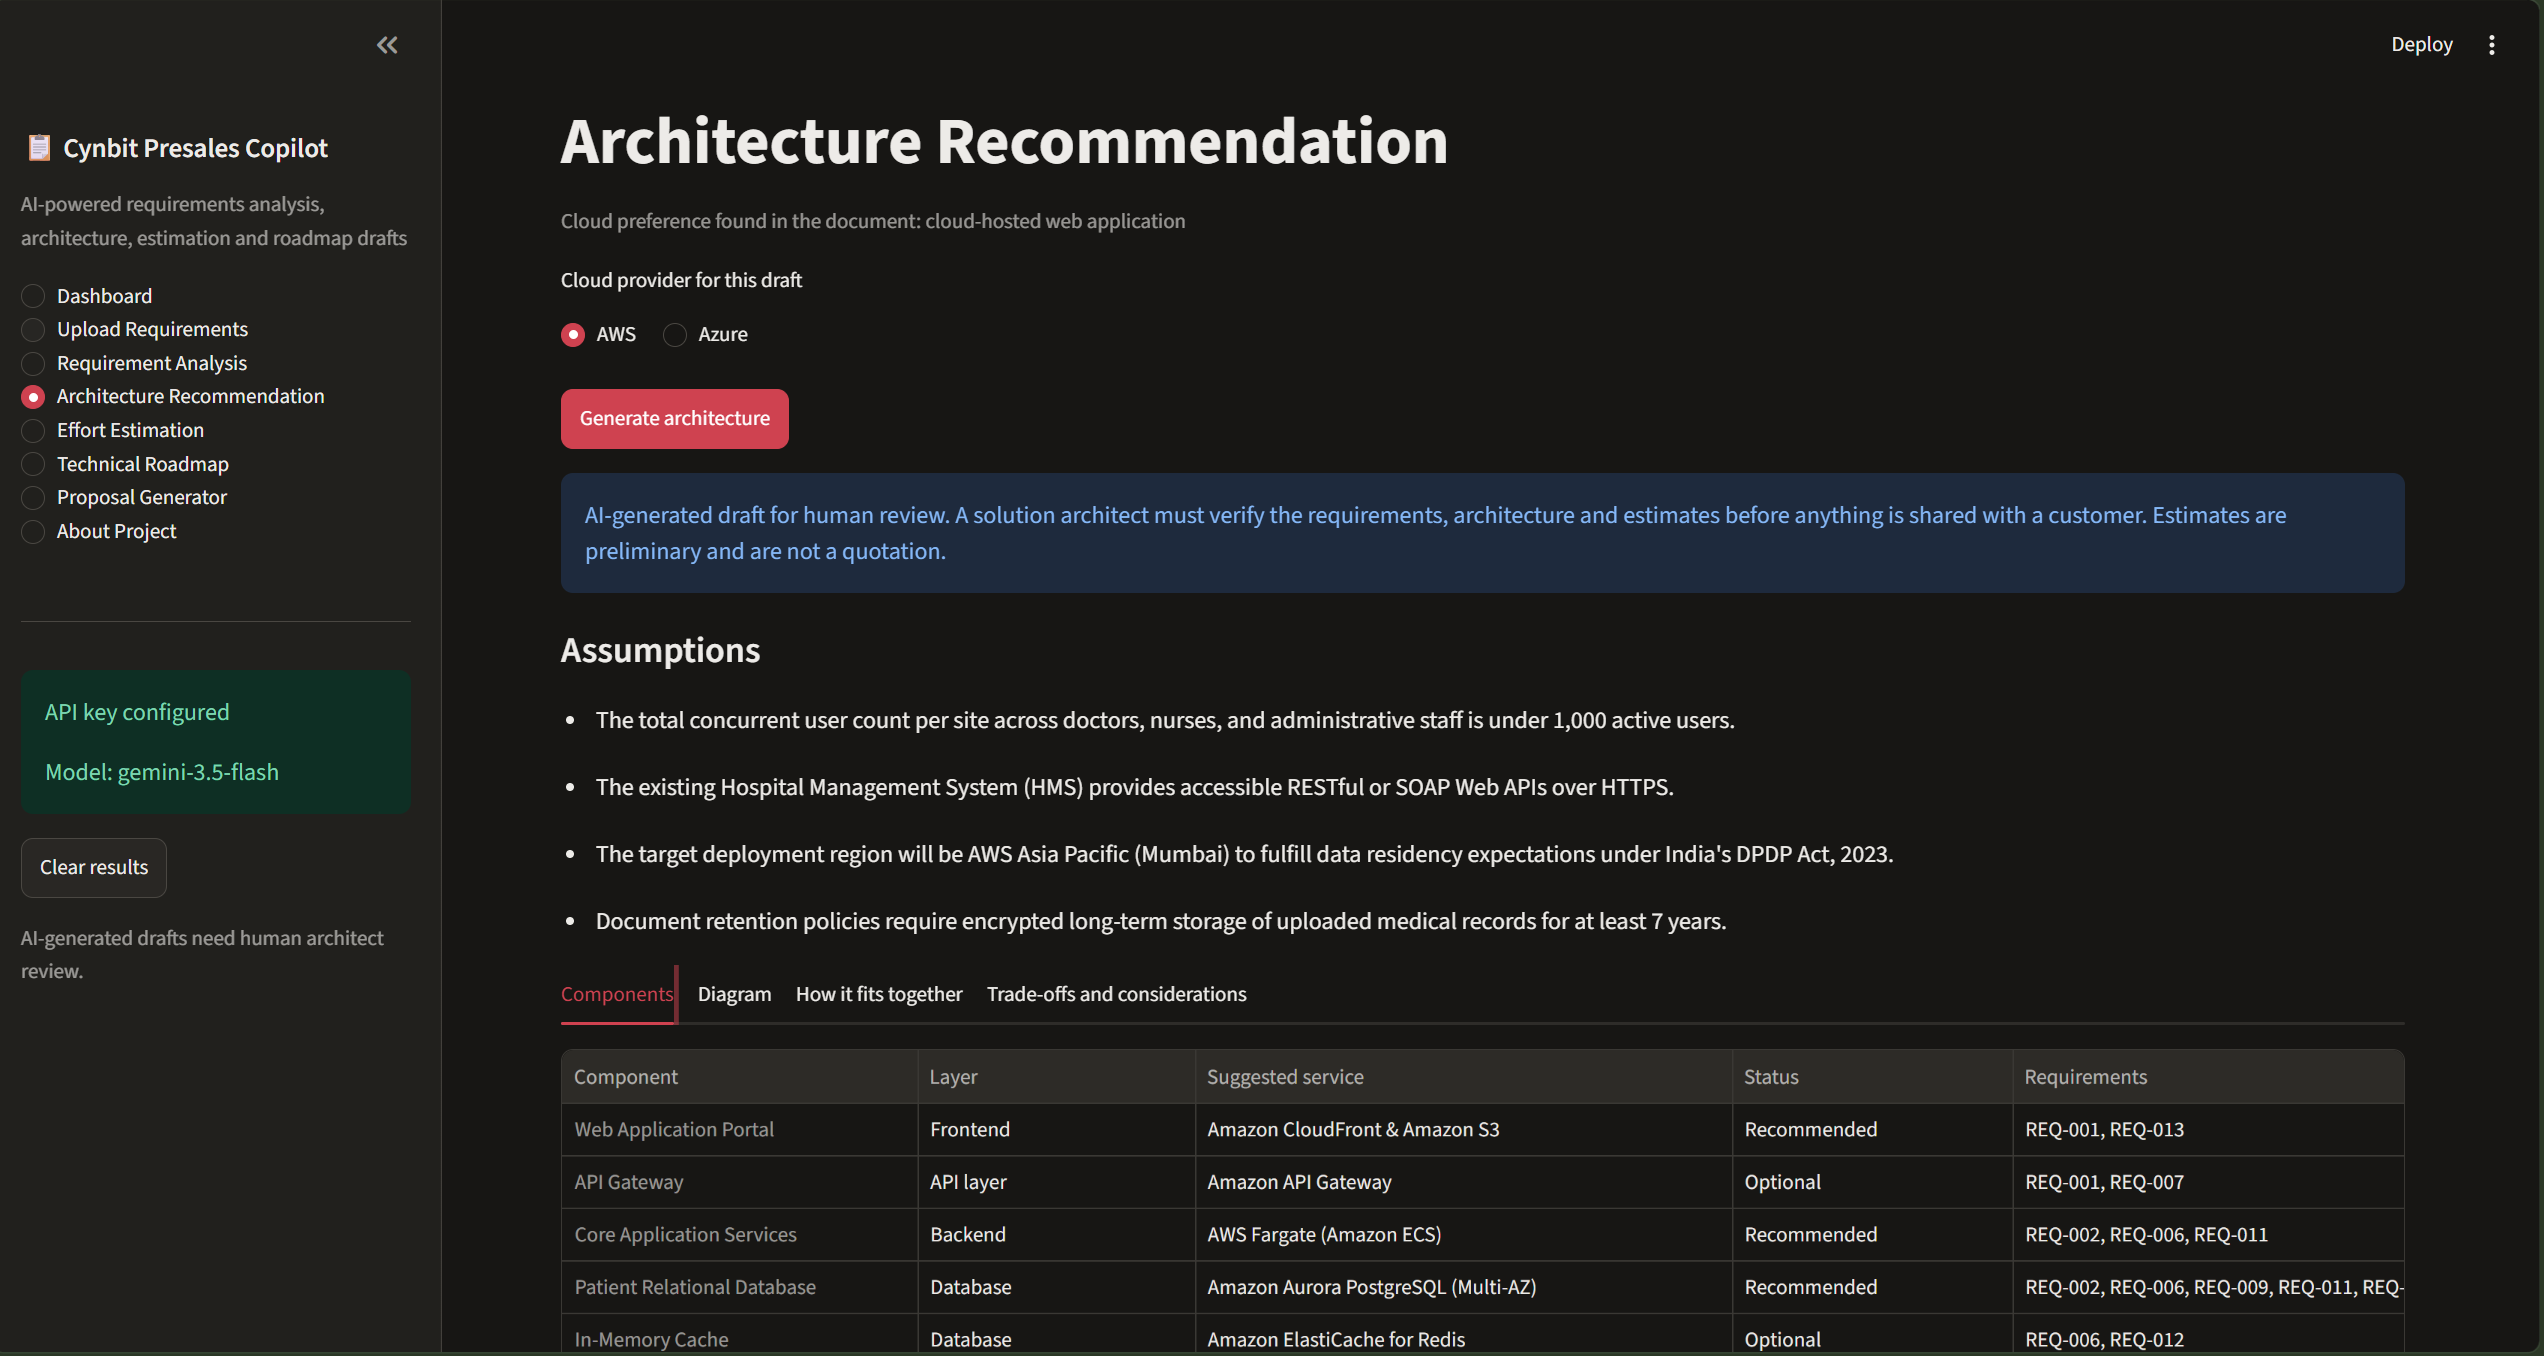 Deploy
📋 Cynbit Presales Copilot
AI-powered requirements analysis,
architecture, estimation and roadmap drafts
Dashboard
Upload Requirements
Requirement Analysis
Architecture Recommendation
Effort Estimation
Technical Roadmap
Proposal Generator
About Project
API key configured
Model: gemini-3.5-flash
Clear results
AI-generated drafts need human architect
review.
Architecture Recommendation
Cloud preference found in the document: cloud-hosted web application
Cloud provider for this draft
AWS Azure
Generate architecture
AI-generated draft for human review. A solution architect must verify the requirements, architecture and estimates before anything is shared with a customer. Estimates are
preliminary and are not a quotation.
Assumptions
• The total concurrent user count per site across doctors, nurses, and administrative staff is under 1,000 active users.
• The existing Hospital Management System (HMS) provides accessible RESTful or SOAP Web APIs over HTTPS.
• The target deployment region will be AWS Asia Pacific (Mumbai) to fulfill data residency expectations under India's DPDP Act, 2023.
• Document retention policies require encrypted long-term storage of uploaded medical records for at least 7 years.
Components Diagram How it fits together Trade-offs and considerations
Component Layer Suggested service Status Requirements
Web Application Portal Frontend Amazon CloudFront & Amazon S3 Recommended REQ-001, REQ-013
API Gateway API layer Amazon API Gateway Optional REQ-001, REQ-007
Core Application Services Backend AWS Fargate (Amazon ECS) Recommended REQ-002, REQ-006, REQ-011
Patient Relational Database Database Amazon Aurora PostgreSQL (Multi-AZ) Recommended REQ-002, REQ-006, REQ-009, REQ-011, REQ-
In-Memory Cache Database Amazon ElastiCache for Redis Optional REQ-006, REQ-012